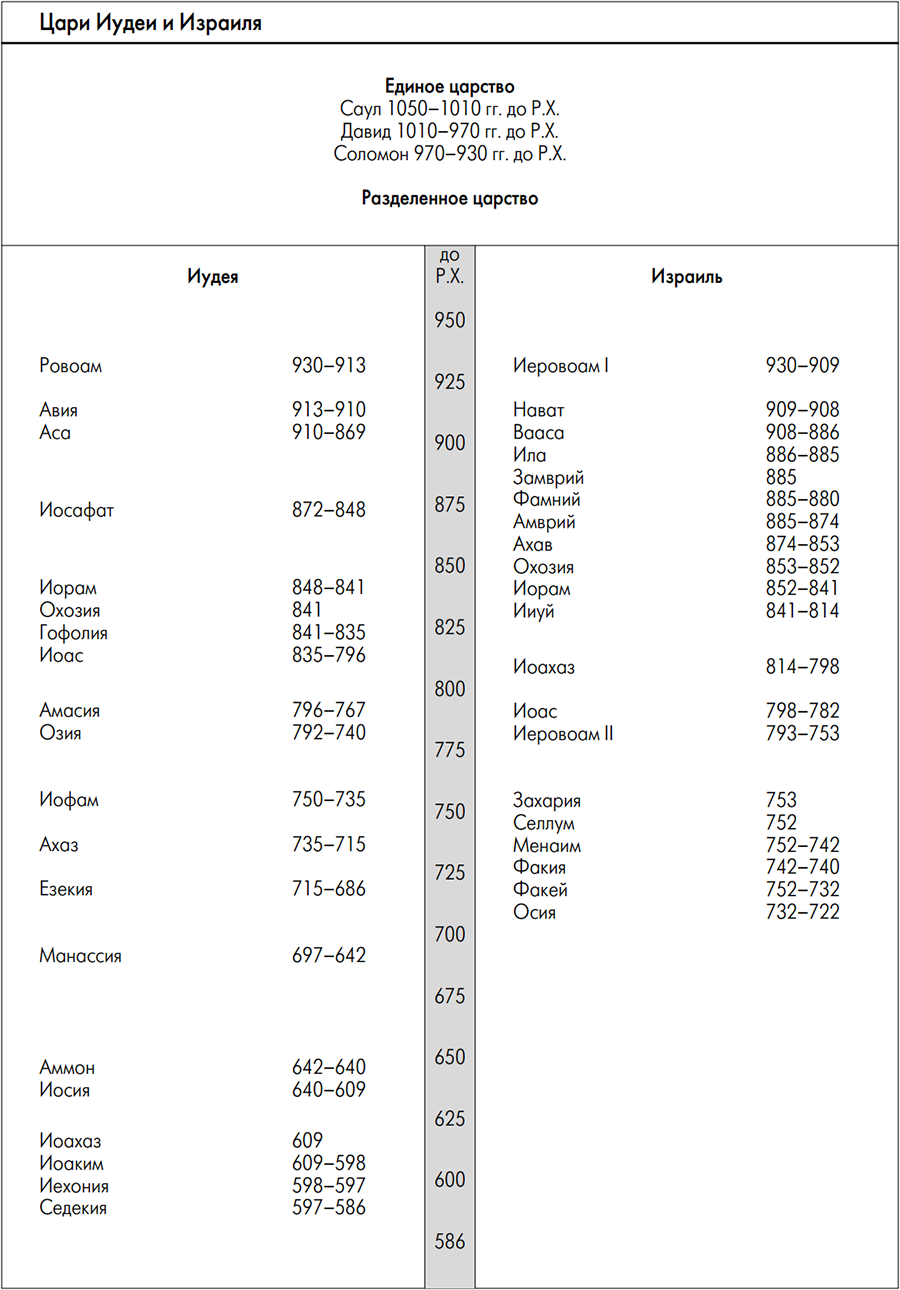 Цари Иудеи и Израиля
Единое царство
Саул 1050–1010 гг. до Р.Х.
Давид 1010–970 гг. до Р.Х.
Соломон 970–930 гг. до Р.Х.
Разделенное царство
Иудея
Ровоам 930–913
Авия 913–910
Аса 910–869
Иосафат 872–848
Иорам 848–841
Охозия 841
Гофолия 841–835
Иоас 835–796
Амасия 796–767
Озия 792–740
Иофам 750–735
Ахаз 735–715
Езекия 715–686
Манассия 697–642
Аммон 642–640
Иосия 640–609
Иоахаз 609
Иоаким 609–598
Иехония 598–597
Седекия 597–586
до
Р.Х.
950
925
900
875
850
825
800
775
750
725
700
675
650
625
600
586
Израиль
Иеровоам I 930–909
Нават 909–908
Вааса 908–886
Ила 886–885
Замврий 885
Фамний 885–880
Амврий 885–874
Ахав 874–853
Охозия 853–852
Иорам 852–841
Ииуй 841–814
Иоахаз 814–798
Иоас 798–782
Иеровоам II 793–753
Захария 753
Селлум 752
Менаим 752–742
Факия 742–740
Факей 752–732
Осия 732–722